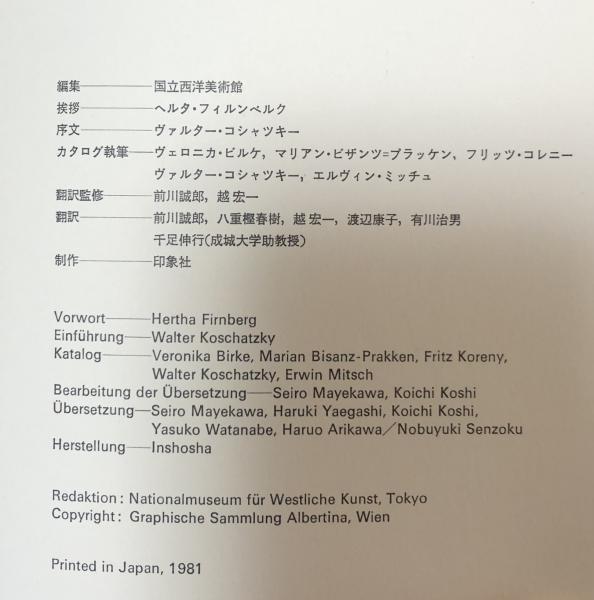 編集―――――国立西洋美術館
挨拶―――――ヘルタ・フィルンベルク
序文―――――ヴァルター・コシャツキー
カタログ執筆――ヴェロニカ・ビルケ，マリアン・ビザンツ=プラッケン，フリッツ・コレニー
ヴァルター・コシャツキー，エルヴィン・ミッチュ
翻訳監修―――前川誠郎，越 宏一
翻訳―――――前川誠郎，八重樫春樹，越 宏一，渡辺康子，有川治男
千足伸行(成城大学助教授)
制作―――――印象社
Vorwort―――Hertha Firnberg
Einführung――Walter Koschatzky
Katalog―――Veronika Birke, Marian Bisanz-Prakken, Fritz Koreny,
Walter Koschatzky, Erwin Mitsch
Bearbeitung der Übersetzung――Seiro Mayekawa, Koichi Koshi
Übersetzung―Seiro Mayekawa, Haruki Yaegashi, Koichi Koshi,
Yasuko Watanabe, Haruo Arikawa／Nobuyuki Senzoku
Herstellung――Inshosha
Redaktion: Nationalmuseum für Westliche Kunst, Tokyo
Copyright: Graphische Sammlung Albertina, Wien
Printed in Japan, 1981